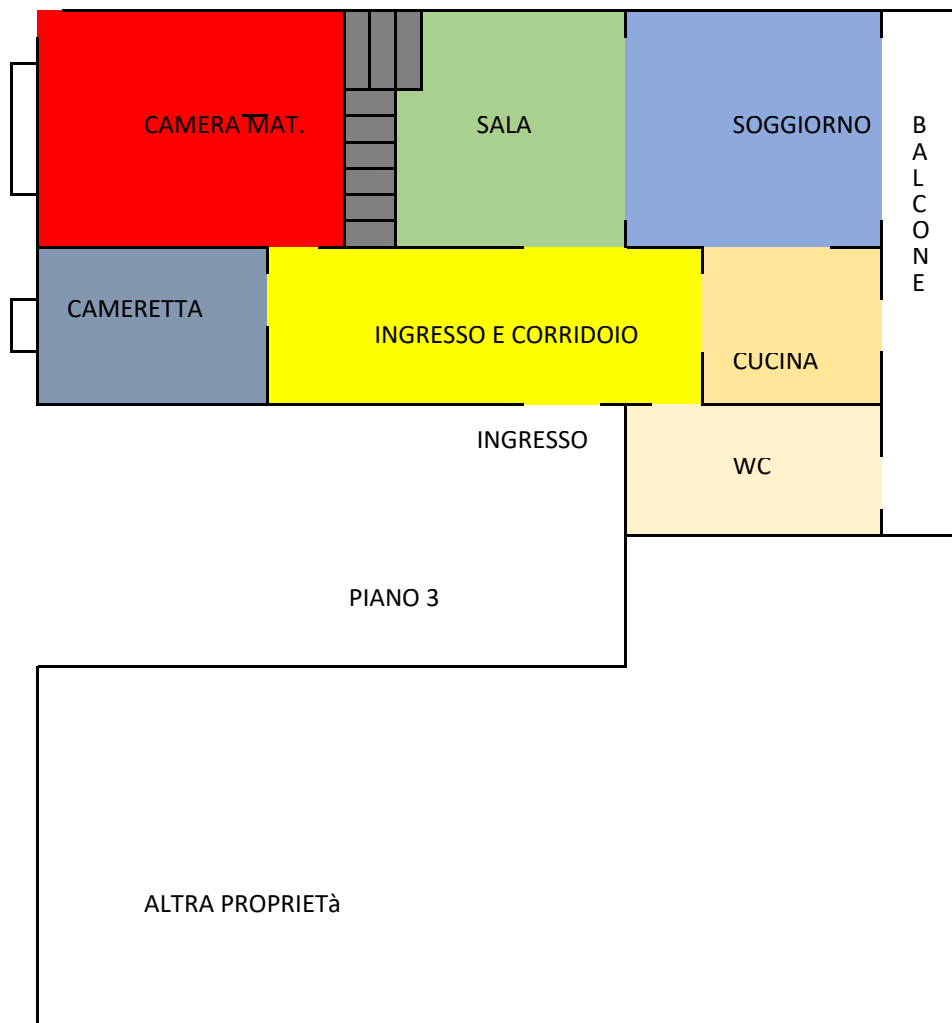 CAMERA MAT.
SALA
SOGGIORNO
B
A
L
C
O
N
E
CAMERETTA
INGRESSO E CORRIDOIO
CUCINA
INGRESSO
WC
PIANO 3
ALTRA PROPRIETà